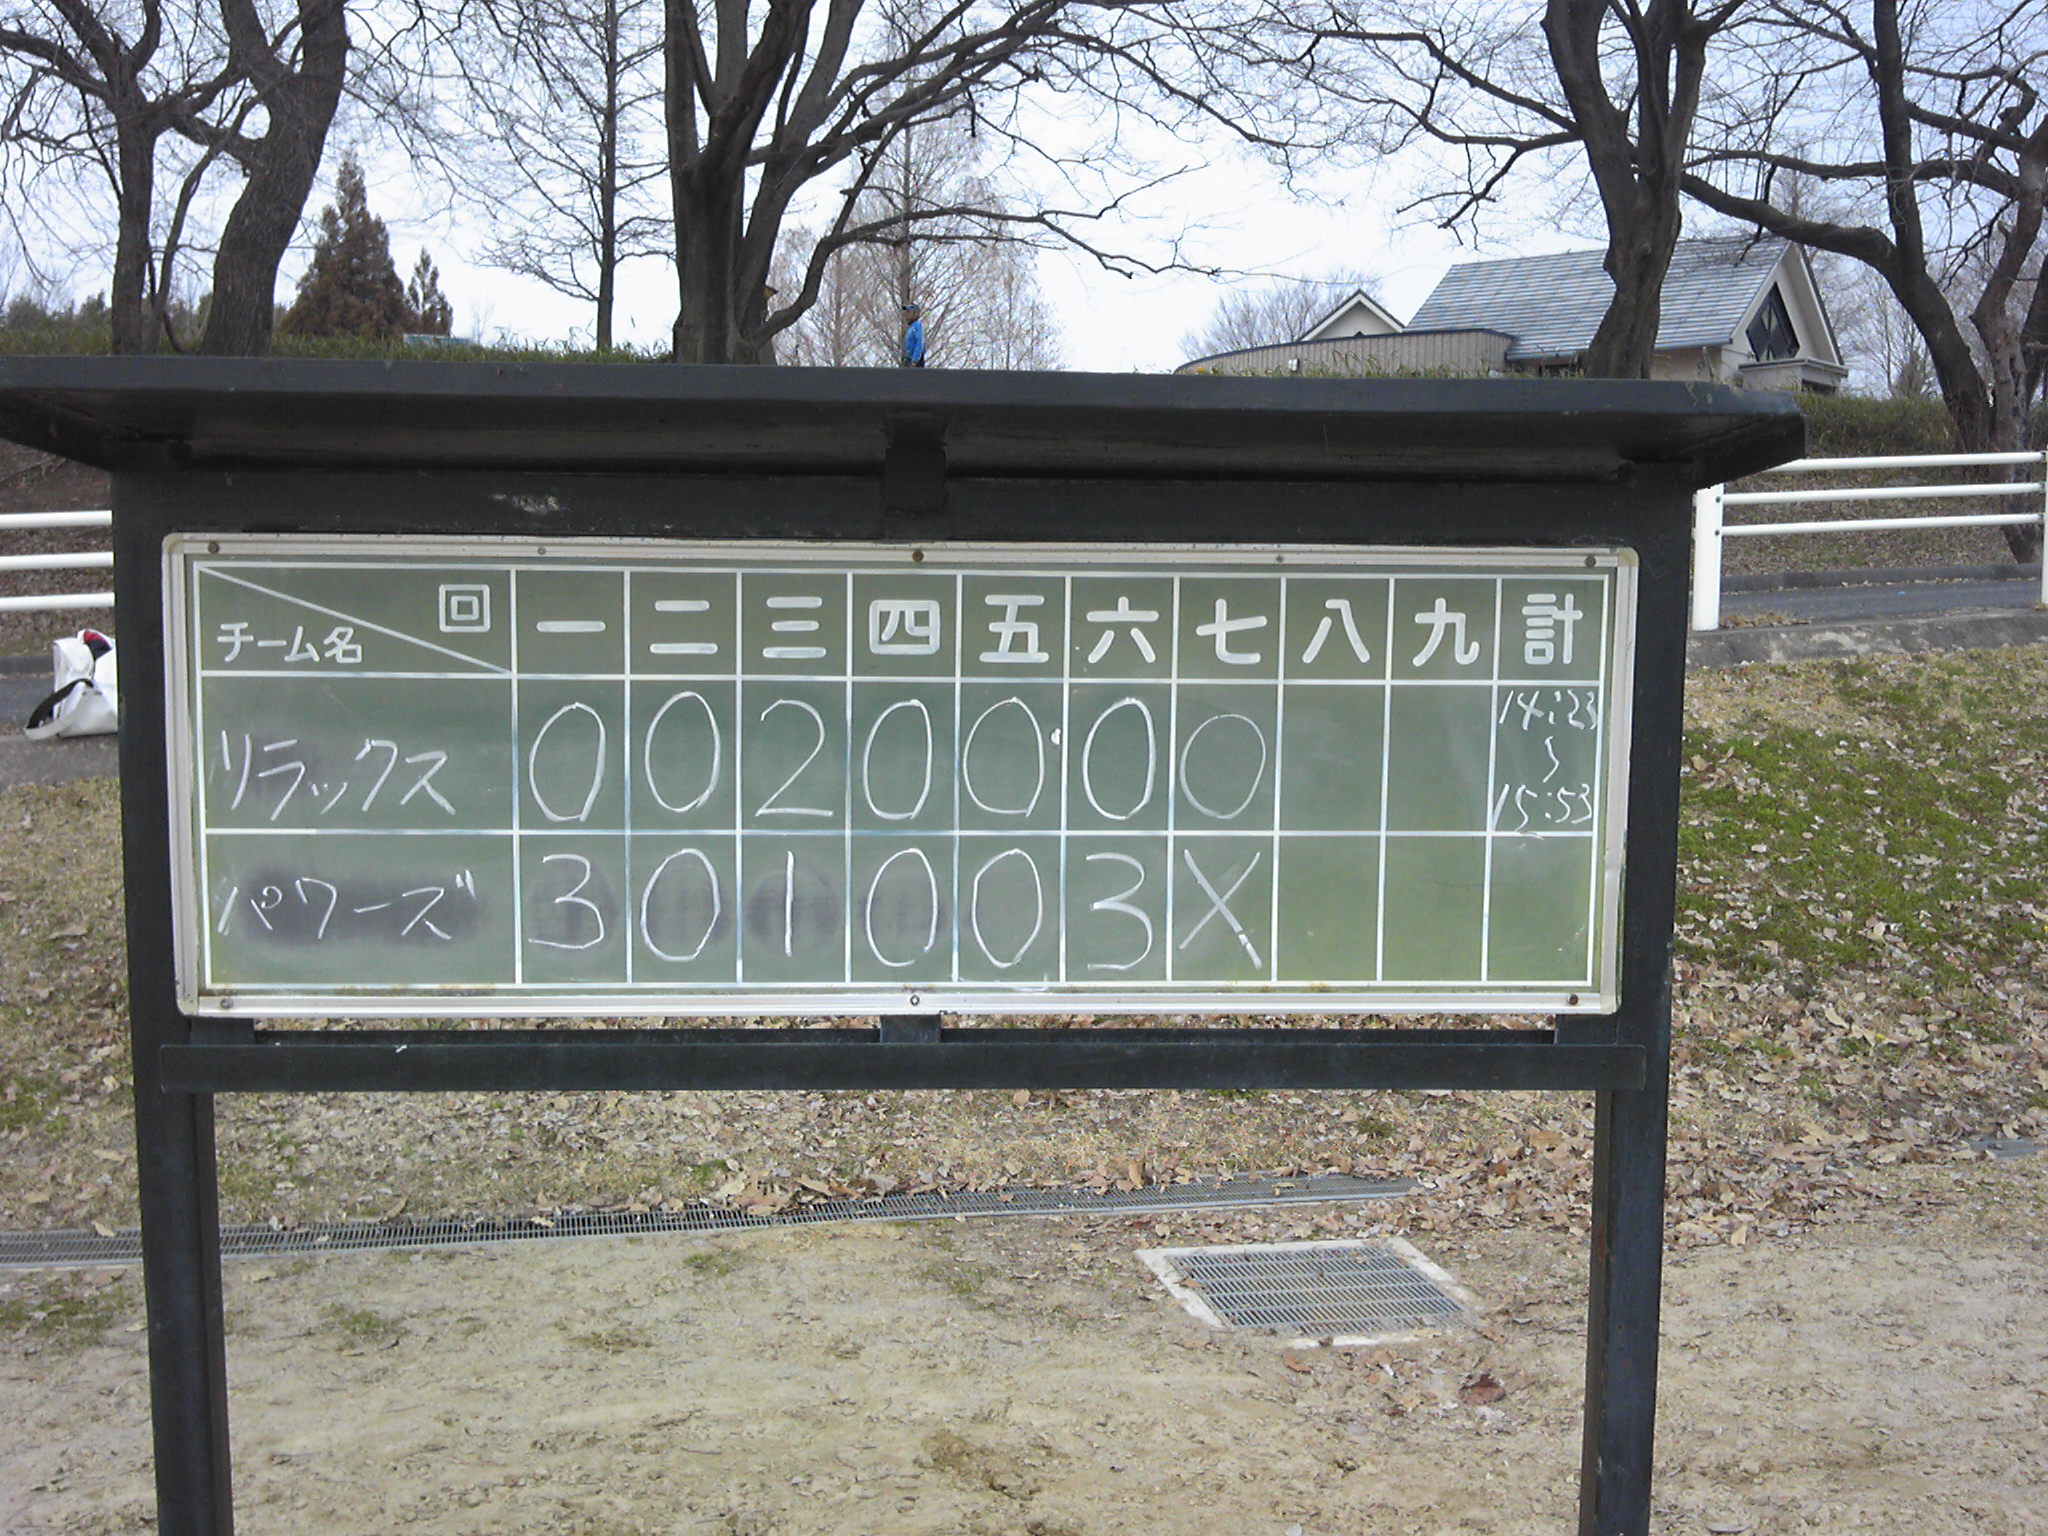 チーム名 回 一 二 三 四 五 六 七 八 九 計
リラックス 0 0 2 0 0 0 0 14:23 〜 15:53
パワーズ 3 0 1 0 0 3 X